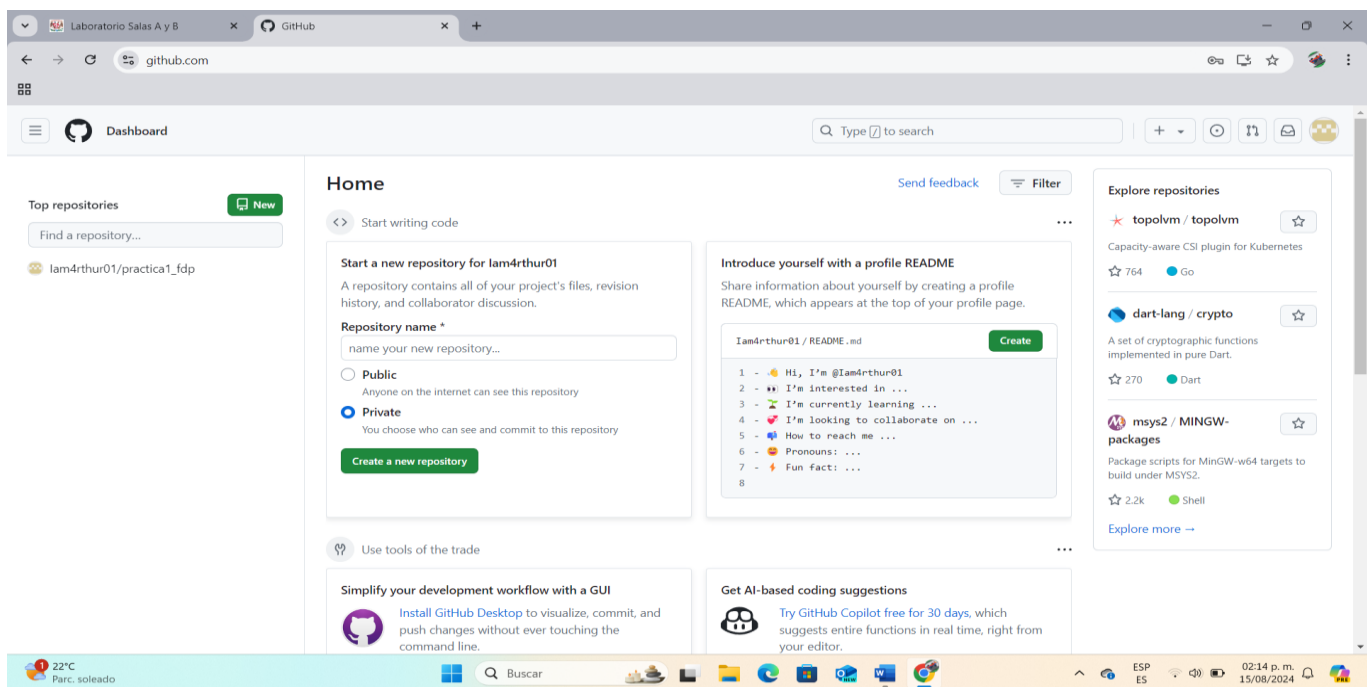 Laboratorio Salas A y B
GitHub
github.com
Dashboard
Type / to search
Top repositories
New
Find a repository...
Iam4rthur01/practica1_fdp
Home
Send feedback
Filter
Start writing code
Start a new repository for Iam4rthur01
A repository contains all of your project's files, revision
history, and collaborator discussion.
Repository name *
name your new repository...
Public
Anyone on the internet can see this repository
Private
You choose who can see and commit to this repository
Create a new repository
Introduce yourself with a profile README
Share information about yourself by creating a profile
README, which appears at the top of your profile page.
Iam4rthur01 / README.md
Create
1 - 👋 Hi, I'm @Iam4rthur01
2 - 👀 I'm interested in ...
3 - 🌱 I'm currently learning ...
4 - 💞️ I'm looking to collaborate on ...
5 - 📫 How to reach me ...
6 - 😄 Pronouns: ...
7 - ⚡ Fun fact: ...
8
Use tools of the trade
Simplify your development workflow with a GUI
Install GitHub Desktop to visualize, commit, and
push changes without ever touching the
command line.
Get AI-based coding suggestions
Try GitHub Copilot free for 30 days, which
suggests entire functions in real time, right from
your editor.
Explore repositories
topolvm / topolvm
Capacity-aware CSI plugin for Kubernetes
764 Go
dart-lang / crypto
A set of cryptographic functions
implemented in pure Dart.
270 Dart
msys2 / MINGW-
packages
Package scripts for MinGW-w64 targets to
build under MSYS2.
2.2k Shell
Explore more →
1
22°C
Parc. soleado
Buscar
ESP
ES
02:14 p. m.
15/08/2024